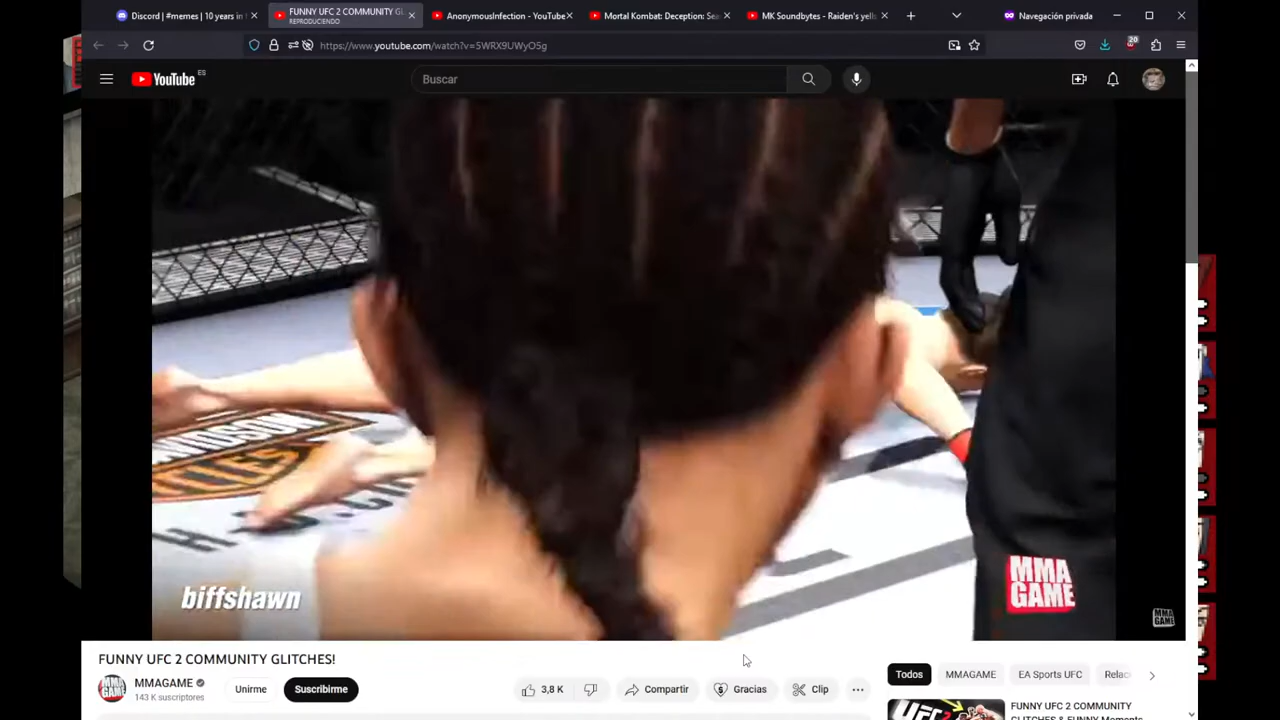 Discord | #memes | 10 years in t
FUNNY UFC 2 COMMUNITY GL
REPRODUCIENDO
AnonymousInfection - YouTube
Mortal Kombat: Deception: Sea
MK Soundbytes - Raiden's yell
Navegación privada
https://www.youtube.com/watch?v=5WRX9UWyO5g
20
YouTube ES
Buscar
biffshawn
MMA
GAME
FUNNY UFC 2 COMMUNITY GLITCHES!
MMAGAME
143 K suscriptores
Unirme
Suscribirme
3,8 K
Compartir
Gracias
Clip
Todos
MMAGAME
EA Sports UFC
Relac
FUNNY UFC 2 COMMUNITY
GLITCHES & FUNNY Moments